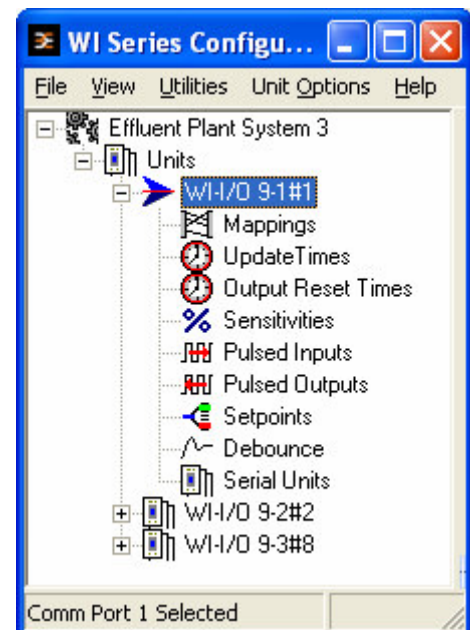 WI Series Configu...
File View Utilities Unit Options Help
Effluent Plant System 3
Units
WI-I/O 9-1#1
Mappings
UpdateTimes
Output Reset Times
Sensitivities
Pulsed Inputs
Pulsed Outputs
Setpoints
Debounce
Serial Units
WI-I/O 9-2#2
WI-I/O 9-3#8
Comm Port 1 Selected